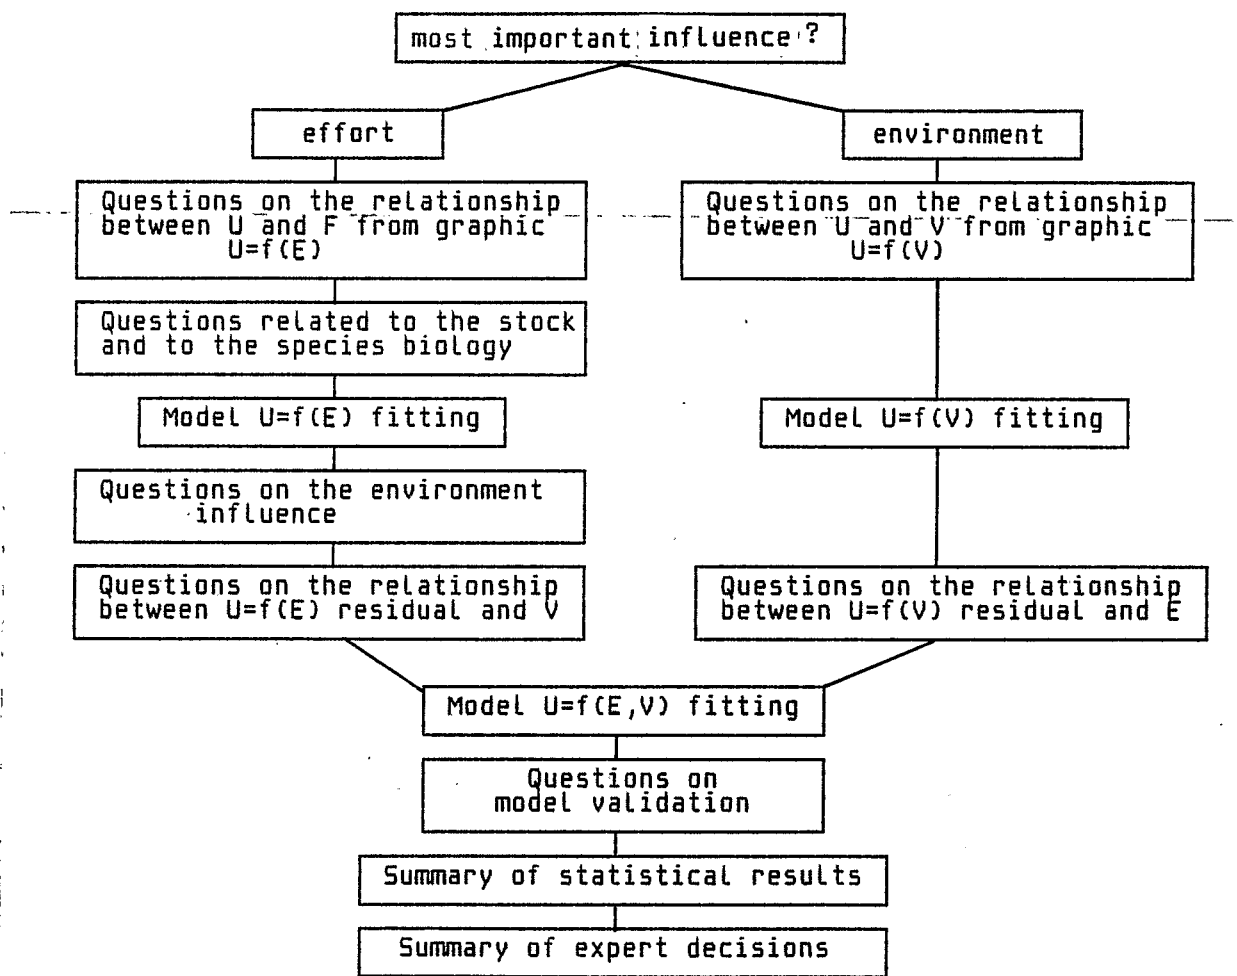 most important influence ?
effort
environment
Questions on the relationship
between U and F from graphic
U=f(E)
Questions on the relationship
between U and V from graphic
U=f(V)
Questions related to the stock
and to the species biology
Model U=f(E) fitting
Model U=f(V) fitting
Questions on the environment
influence
Questions on the relationship
between U=f(E) residual and V
Questions on the relationship
between U=f(V) residual and E
Model U=f(E,V) fitting
Questions on
model validation
Summary of statistical results
Summary of expert decisions